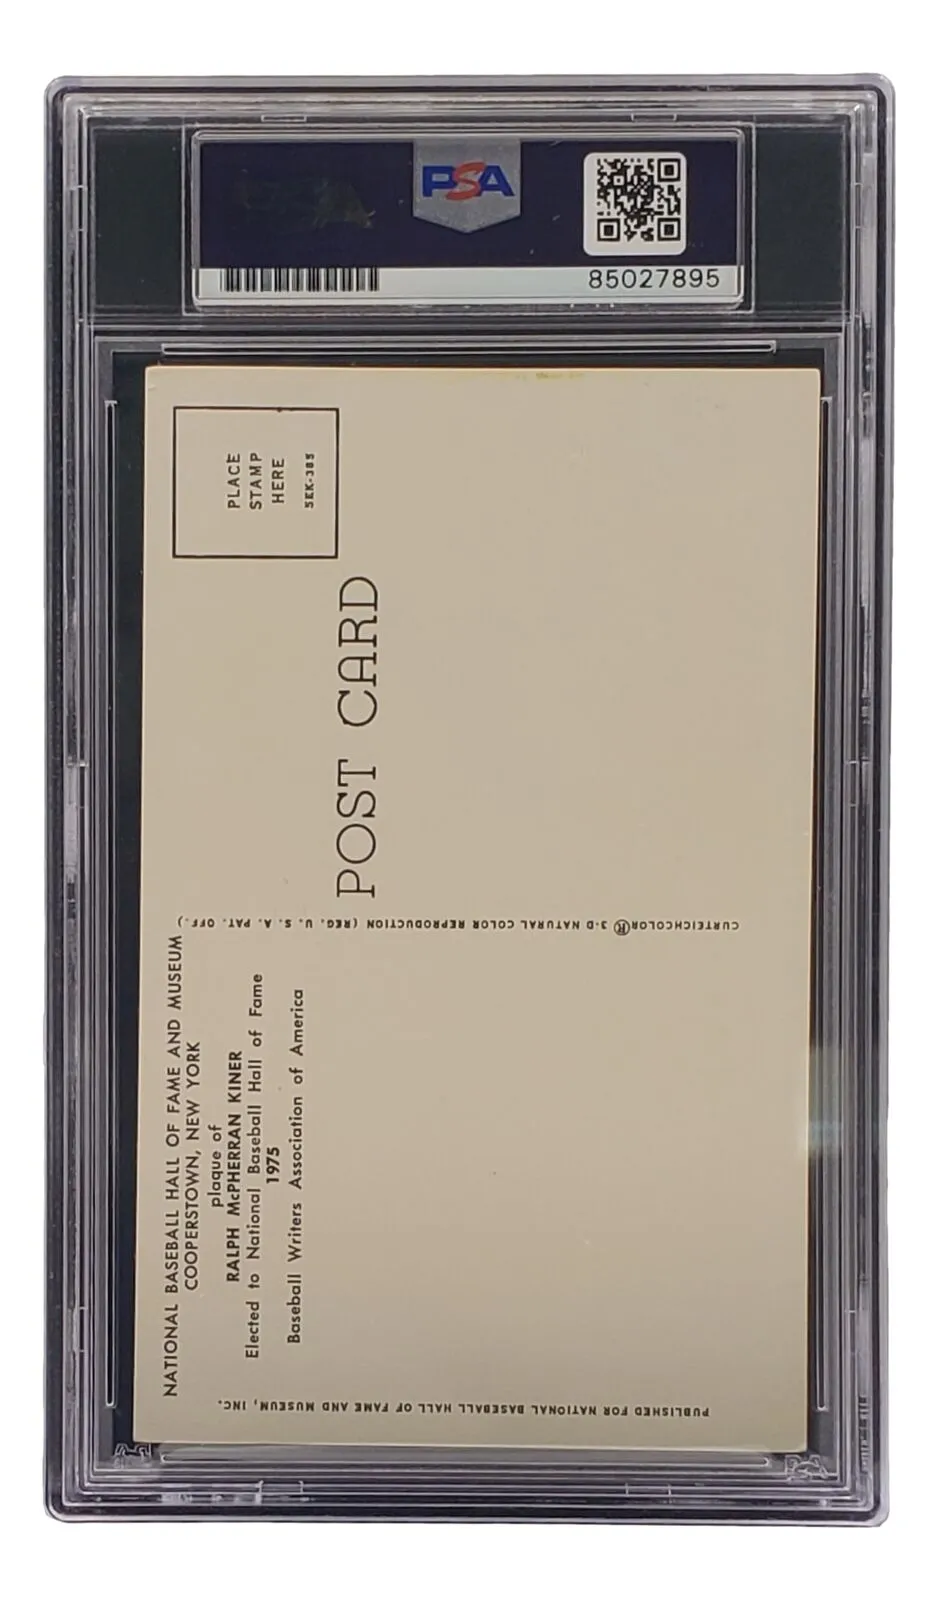 PSA
85027895
PLACE
STAMP
HERE
5EK-385
POST CARD
CURTEICHCOLOR® 3-D NATURAL COLOR REPRODUCTION (REG. U. S. A. PAT. OFF.)
NATIONAL BASEBALL HALL OF FAME AND MUSEUM
COOPERSTOWN, NEW YORK
plaque of
RALPH McPHERRAN KINER
Elected to National Baseball Hall of Fame
1975
Baseball Writers Association of America
PUBLISHED FOR NATIONAL BASEBALL HALL OF FAME AND MUSEUM, INC.